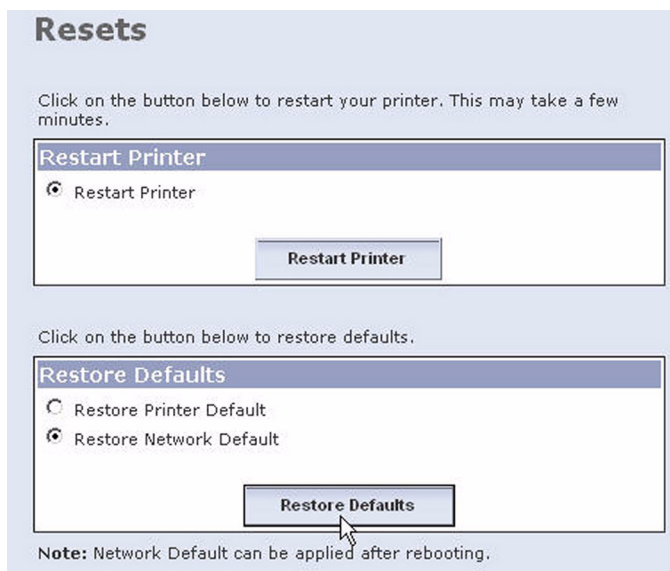 Resets
Click on the button below to restart your printer. This may take a few
minutes.
Restart Printer
Restart Printer
Restart Printer
Click on the button below to restore defaults.
Restore Defaults
Restore Printer Default
Restore Network Default
Restore Defaults
Note: Network Default can be applied after rebooting.